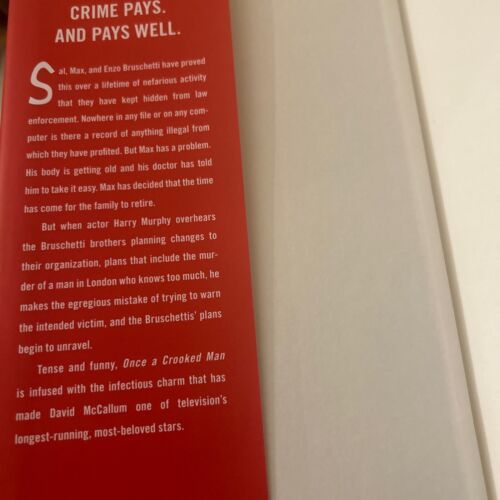 CRIME PAYS.
AND PAYS WELL.
Sal, Max, and Enzo Bruschetti have proved
this over a lifetime of nefarious activity
that they have kept hidden from law
enforcement. Nowhere in any file or on any com-
puter is there a record of anything illegal from
which they have profited. But Max has a problem.
His body is getting old and his doctor has told
him to take it easy. Max has decided that the time
has come for the family to retire.
But when actor Harry Murphy overhears
the Bruschetti brothers planning changes to
their organization, plans that include the mur-
der of a man in London who knows too much, he
makes the egregious mistake of trying to warn
the intended victim, and the Bruschettis' plans
begin to unravel.
Tense and funny, Once a Crooked Man
is infused with the infectious charm that has
made David McCallum one of television's
longest-running, most-beloved stars.